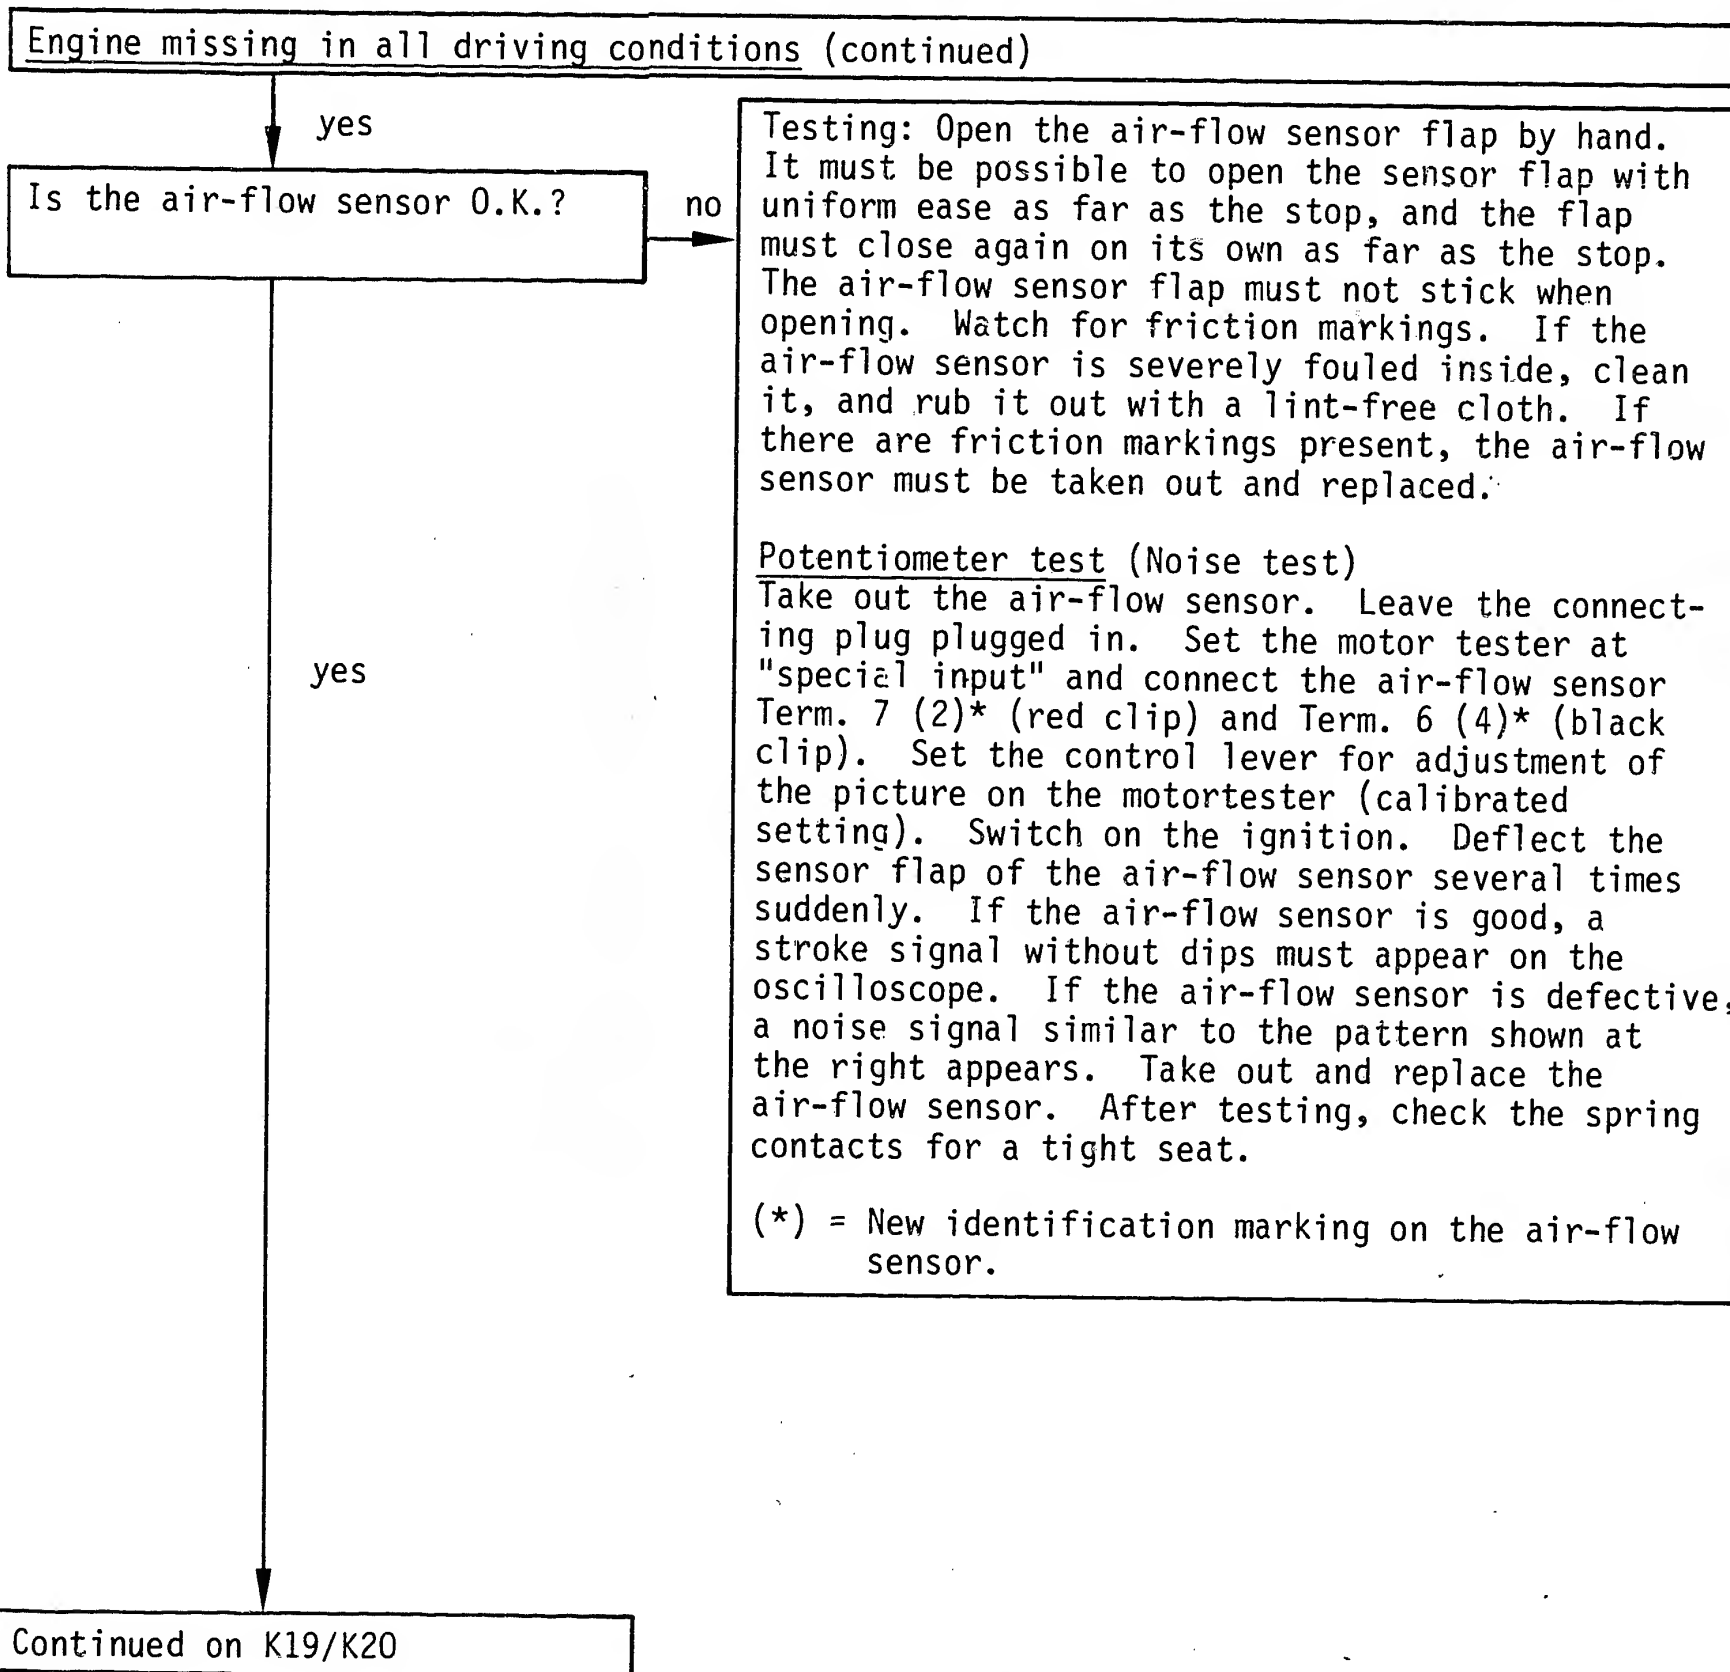 Engine missing in all driving conditions (continued)
yes
Is the air-flow sensor O.K.?
no
Testing: Open the air-flow sensor flap by hand.
It must be possible to open the sensor flap with
uniform ease as far as the stop, and the flap
must close again on its own as far as the stop.
The air-flow sensor flap must not stick when
opening. Watch for friction markings. If the
air-flow sensor is severely fouled inside, clean
it, and rub it out with a lint-free cloth. If
there are friction markings present, the air-flow
sensor must be taken out and replaced.
Potentiometer test (Noise test)
Take out the air-flow sensor. Leave the connect-
ing plug plugged in. Set the motor tester at
"special input" and connect the air-flow sensor
Term. 7 (2)* (red clip) and Term. 6 (4)* (black
clip). Set the control lever for adjustment of
the picture on the motortester (calibrated
setting). Switch on the ignition. Deflect the
sensor flap of the air-flow sensor several times
suddenly. If the air-flow sensor is good, a
stroke signal without dips must appear on the
oscilloscope. If the air-flow sensor is defective,
a noise signal similar to the pattern shown at
the right appears. Take out and replace the
air-flow sensor. After testing, check the spring
contacts for a tight seat.
(*) = New identification marking on the air-flow
sensor.
yes
Continued on K19/K20